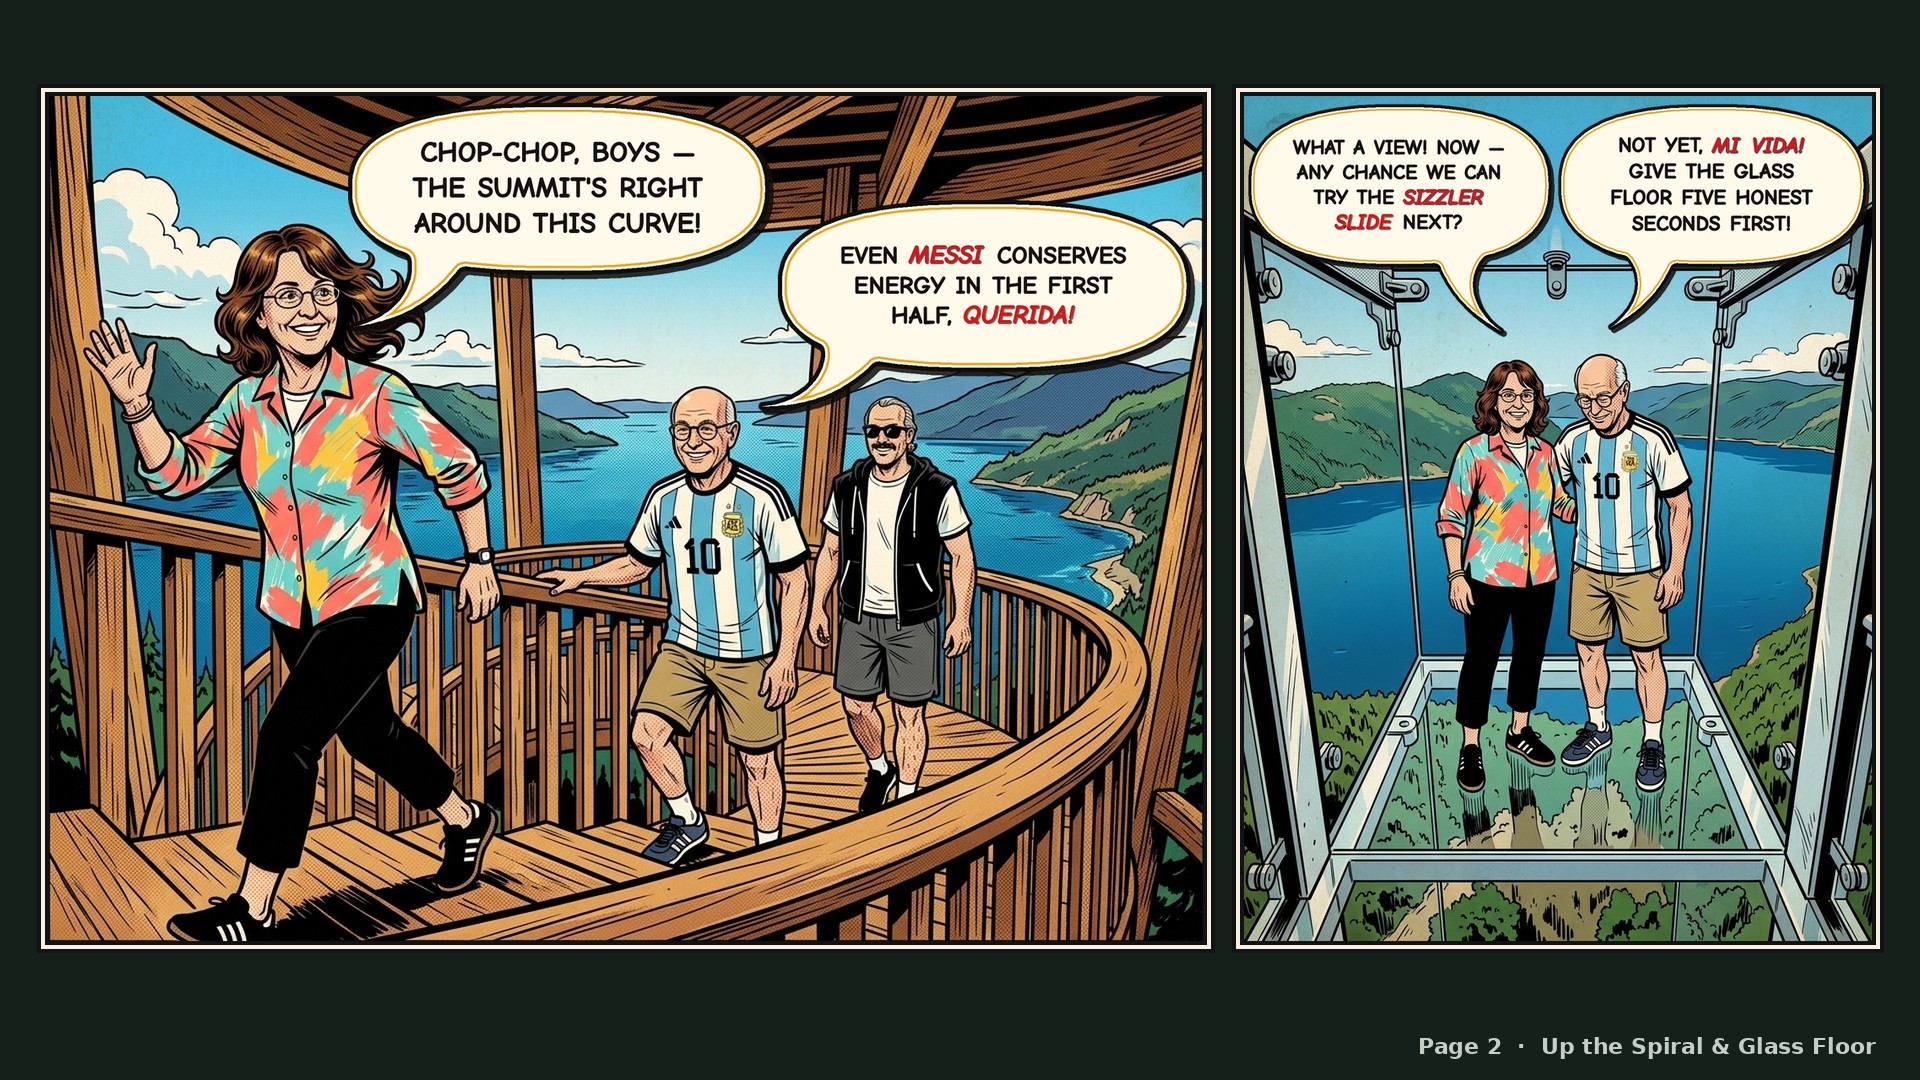 CHOP-CHOP, BOYS —
THE SUMMIT'S RIGHT
AROUND THIS CURVE!
EVEN MESSI CONSERVES
ENERGY IN THE FIRST
HALF, QUERIDA!
10
WHAT A VIEW! NOW —
ANY CHANCE WE CAN
TRY THE SIZZLER
SLIDE NEXT?
NOT YET, MI VIDA!
GIVE THE GLASS
FLOOR FIVE HONEST
SECONDS FIRST!
10
Page 2 · Up the Spiral & Glass Floor